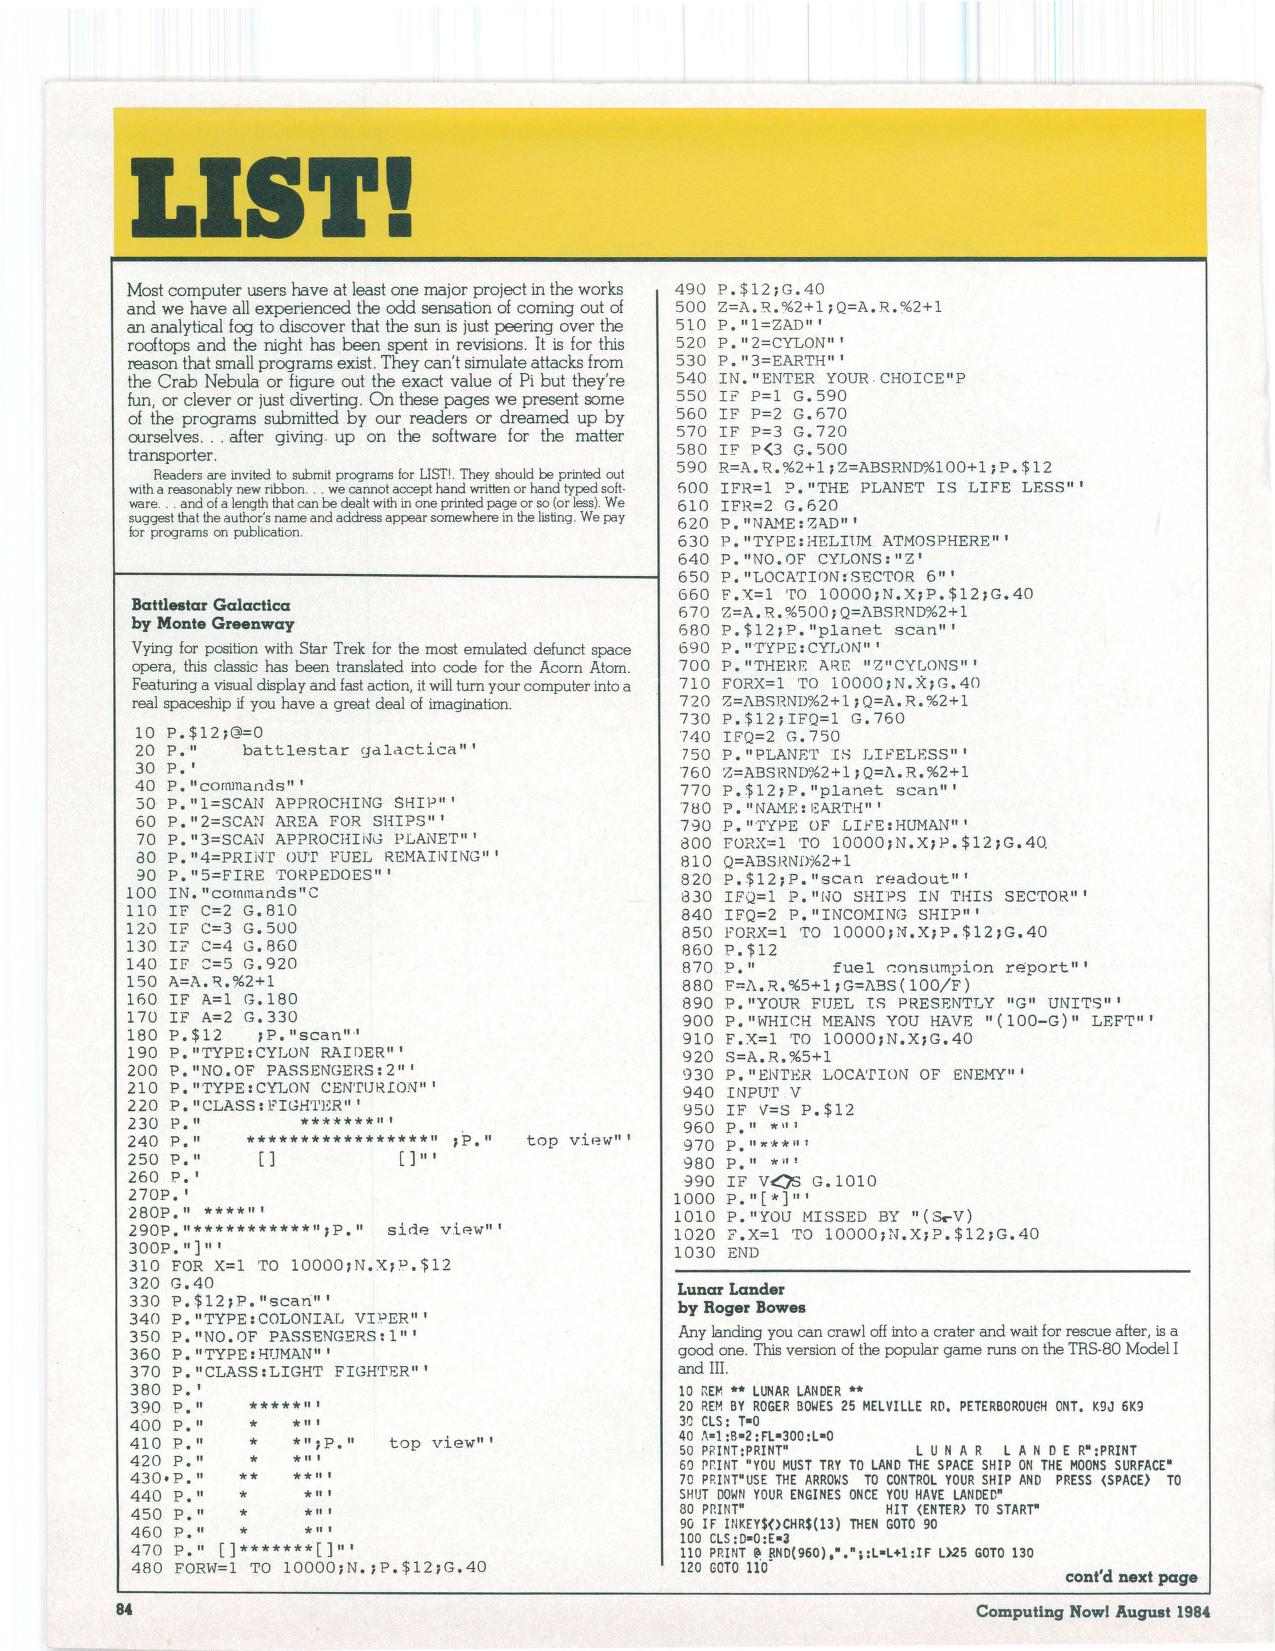 LIST!
Most computer users have at least one major project in the works
and we have all experienced the odd sensation of coming out of
an analytical fog to discover that the sun is just peering over the
rooftops and the night has been spent in revisions. It is for this
reason that small programs exist. They can't simulate attacks from
the Crab Nebula or figure out the exact value of Pi but they're
fun, or clever or just diverting. On these pages we present some
of the programs submitted by our readers or dreamed up by
ourselves. . . after giving up on the software for the matter
transporter.
Readers are invited to submit programs for LIST!. They should be printed out
with a reasonably new ribbon. . . we cannot accept hand written or hand typed soft-
ware. . . and of a length that can be dealt with in one printed page or so (or less). We
suggest that the author's name and address appear somewhere in the listing. We pay
for programs on publication.
Battlestar Galactica
by Monte Greenway
Vying for position with Star Trek for the most emulated defunct space
opera, this classic has been translated into code for the Acorn Atom.
Featuring a visual display and fast action, it will turn your computer into a
real spaceship if you have a great deal of imagination.
10 P.$12;@=0
20 P."    battlestar galactica"'
30 P.'
40 P."commands"'
50 P."1=SCAN APPROCHING SHIP"'
60 P."2=SCAN AREA FOR SHIPS"'
70 P."3=SCAN APPROCHING PLANET"'
80 P."4=PRINT OUT FUEL REMAINING"'
90 P."5=FIRE TORPEDOES"'
100 IN."commands"C
110 IF C=2 G.810
120 IF C=3 G.500
130 IF C=4 G.860
140 IF C=5 G.920
150 A=A.R.%2+1
160 IF A=1 G.180
170 IF A=2 G.330
180 P.$12   ;P."scan"'
190 P."TYPE:CYLON RAIDER"'
200 P."NO.OF PASSENGERS:2"'
210 P."TYPE:CYLON CENTURION"'
220 P."CLASS:FIGHTER"'
230 P."          *******"'
240 P."     *****************" ;P."   top view"'
250 P."      []           []"'
260 P.'
270P.'
280P." ****"'
290P."***********";P."  side view"'
300P."]"'
310 FOR X=1 TO 10000;N.X;P.$12
320 G.40
330 P.$12;P."scan"'
340 P."TYPE:COLONIAL VIPER"'
350 P."NO.OF PASSENGERS:1"'
360 P."TYPE:HUMAN"'
370 P."CLASS:LIGHT FIGHTER"'
380 P.'
390 P."    *****"'
400 P."    *   *"'
410 P."    *   *";P."   top view"'
420 P."    *   *"'
430 P."   **   **"'
440 P."   *     *"'
450 P."   *     *"'
460 P."   *     *"'
470 P." []*******[]"'
480 FORW=1 TO 10000;N.;P.$12;G.40
490 P.$12;G.40
500 Z=A.R.%2+1;Q=A.R.%2+1
510 P."1=ZAD"'
520 P."2=CYLON"'
530 P."3=EARTH"'
540 IN."ENTER YOUR CHOICE"P
550 IF P=1 G.590
560 IF P=2 G.670
570 IF P=3 G.720
580 IF P<3 G.500
590 R=A.R.%2+1;Z=ABSRND%100+1;P.$12
600 IFR=1 P."THE PLANET IS LIFE LESS"'
610 IFR=2 G.620
620 P."NAME:ZAD"'
630 P."TYPE:HELIUM ATMOSPHERE"'
640 P."NO.OF CYLONS:"Z'
650 P."LOCATION:SECTOR 6"'
660 F.X=1 TO 10000;N.X;P.$12;G.40
670 Z=A.R.%500;Q=ABSRND%2+1
680 P.$12;P."planet scan"'
690 P."TYPE:CYLON"'
700 P."THERE ARE "Z"CYLONS"'
710 FORX=1 TO 10000;N.X;G.40
720 Z=ABSRND%2+1;Q=A.R.%2+1
730 P.$12;IFQ=1 G.760
740 IFQ=2 G.750
750 P."PLANET IS LIFELESS"'
760 Z=ABSRND%2+1;Q=A.R.%2+1
770 P.$12;P."planet scan"'
780 P."NAME:EARTH"'
790 P."TYPE OF LIFE:HUMAN"'
800 FORX=1 TO 10000;N.X;P.$12;G.40
810 Q=ABSRND%2+1
820 P.$12;P."scan readout"'
830 IFQ=1 P."NO SHIPS IN THIS SECTOR"'
840 IFQ=2 P."INCOMING SHIP"'
850 FORX=1 TO 10000;N.X;P.$12;G.40
860 P.$12
870 P."       fuel consumpion report"'
880 F=A.R.%5+1;G=ABS(100/F)
890 P."YOUR FUEL IS PRESENTLY "G" UNITS"'
900 P."WHICH MEANS YOU HAVE "(100-G)" LEFT"'
910 F.X=1 TO 10000;N.X;G.40
920 S=A.R.%5+1
930 P."ENTER LOCATION OF ENEMY"'
940 INPUT V
950 IF V=S P.$12
960 P." *"'
970 P."***"'
980 P." *"'
990 IF V<>S G.1010
1000 P."[*]"'
1010 P."YOU MISSED BY "(S-V)
1020 F.X=1 TO 10000;N.X;P.$12;G.40
1030 END
Lunar Lander
by Roger Bowes
Any landing you can crawl off into a crater and wait for rescue after, is a
good one. This version of the popular game runs on the TRS-80 Model I
and III.
10 REM ** LUNAR LANDER **
20 REM BY ROGER BOWES 25 MELVILLE RD. PETERBOROUGH ONT. K9J 6K9
30 CLS: T=0
40 A=1:B=2:FL=300:L=0
50 PRINT:PRINT"                 L U N A R   L A N D E R":PRINT
60 PRINT "YOU MUST TRY TO LAND THE SPACE SHIP ON THE MOONS SURFACE"
70 PRINT"USE THE ARROWS  TO CONTROL YOUR SHIP AND  PRESS <SPACE>  TO
SHUT DOWN YOUR ENGINES ONCE YOU HAVE LANDED"
80 PRINT"                   HIT <ENTER> TO START"
90 IF INKEY$<>CHR$(13) THEN GOTO 90
100 CLS:D=0:E=3
110 PRINT @ RND(960),".";:L=L+1:IF L>25 GOTO 130
120 GOTO 110
cont'd next page
84
Computing Now! August 1984